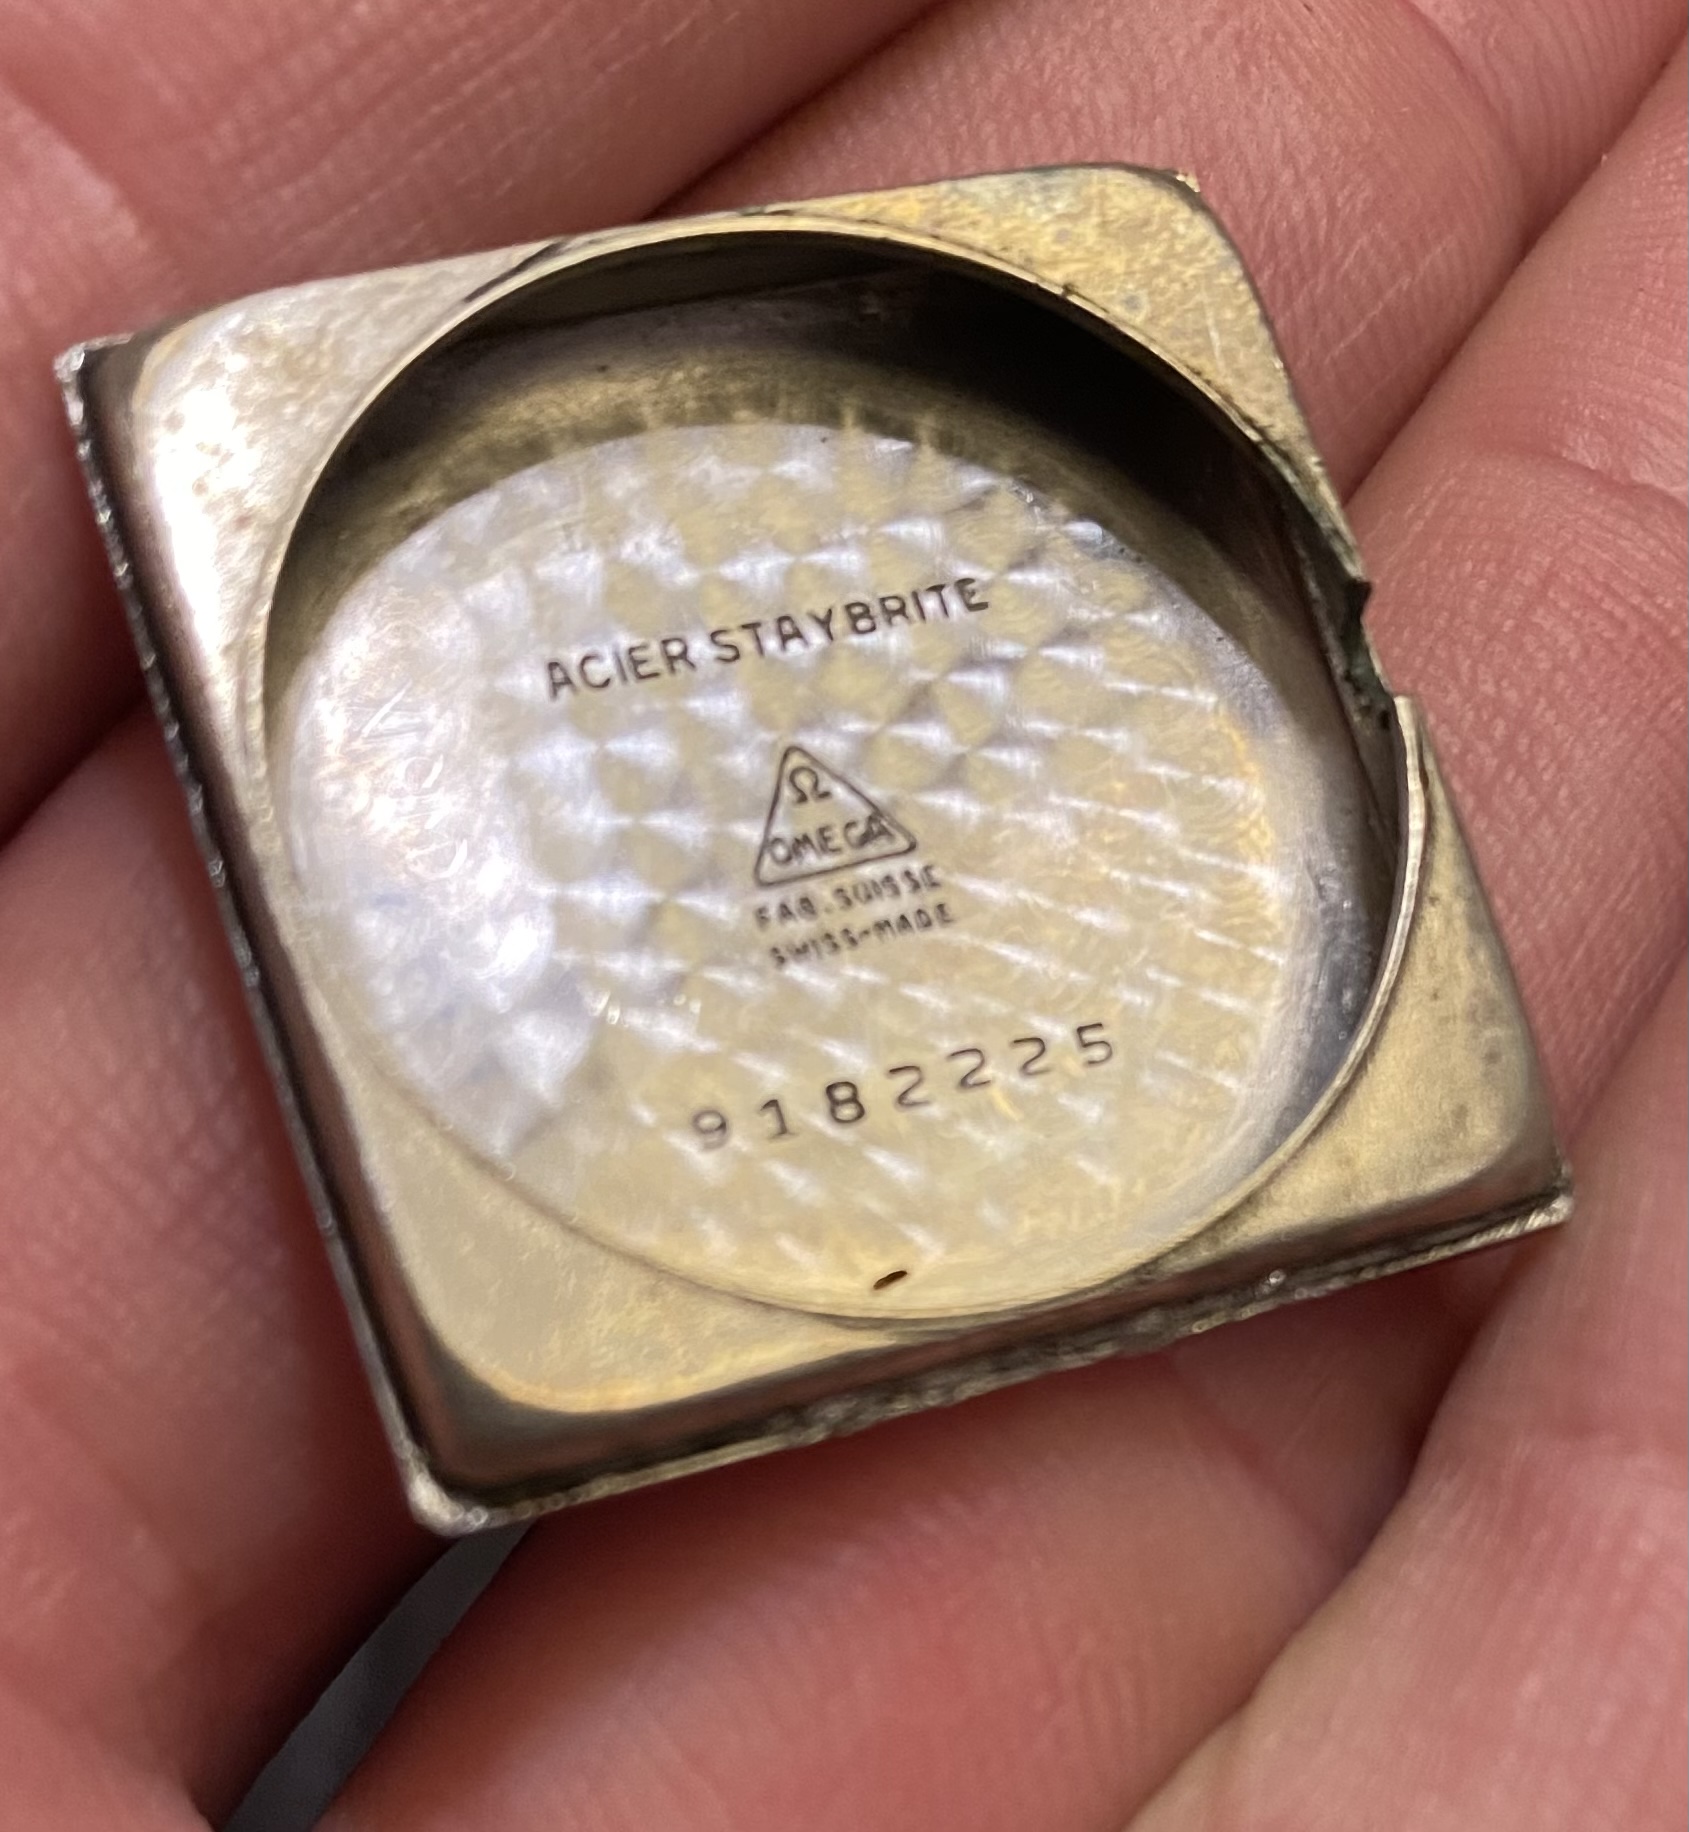 ACIER STAYBRITE
Ω
OMEGA
FAB. SUISSE
SWISS-MADE
9182225